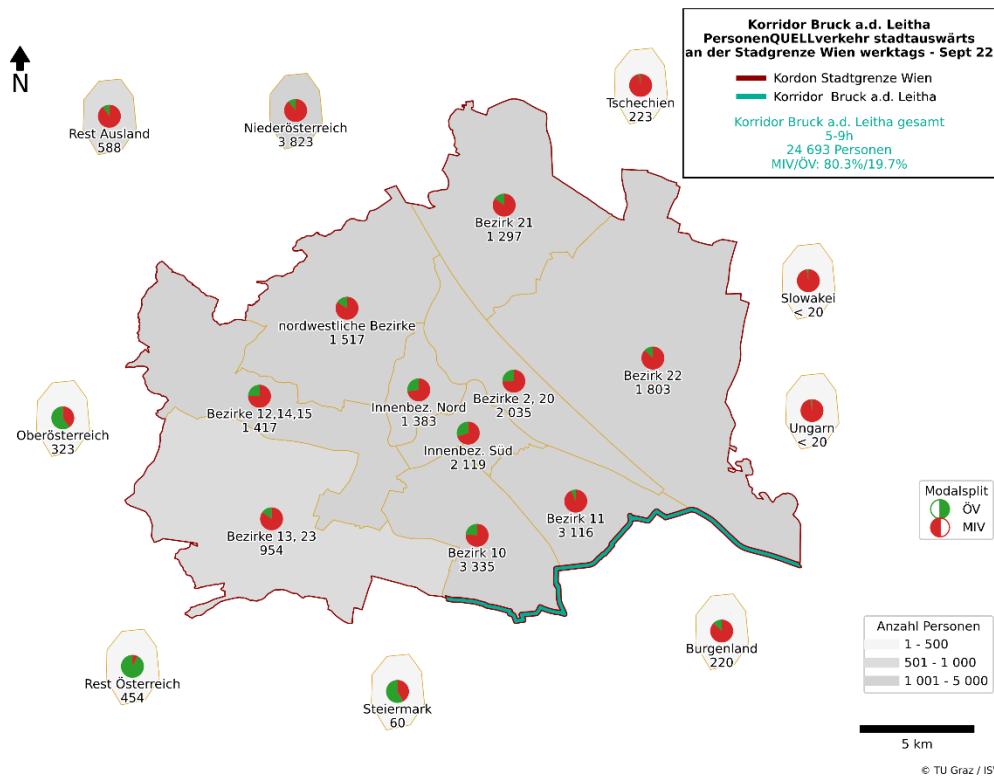 Korridor Bruck a.d. Leitha
PersonenQUELLverkehr stadtauswärts
an der Stadgrenze Wien werktags - Sept 22
Kordon Stadtgrenze Wien
Korridor Bruck a.d. Leitha
Korridor Bruck a.d. Leitha gesamt
5-9h
24 693 Personen
MIV/ÖV: 80.3%/19.7%
N
Rest Ausland
588
Niederösterreich
3 823
Tschechien
223
Bezirk 21
1 297
Slowakei
< 20
nordwestliche Bezirke
1 517
Bezirk 22
1 803
Bezirke 12,14,15
1 417
Innenbez. Nord
1 383
Bezirke 2, 20
2 035
Oberösterreich
323
Ungarn
< 20
Innenbez. Süd
2 119
Bezirke 13, 23
954
Bezirk 10
3 335
Bezirk 11
3 116
Modalsplit
ÖV
MIV
Burgenland
220
Rest Österreich
454
Steiermark
60
Anzahl Personen
1 - 500
501 - 1 000
1 001 - 5 000
5 km